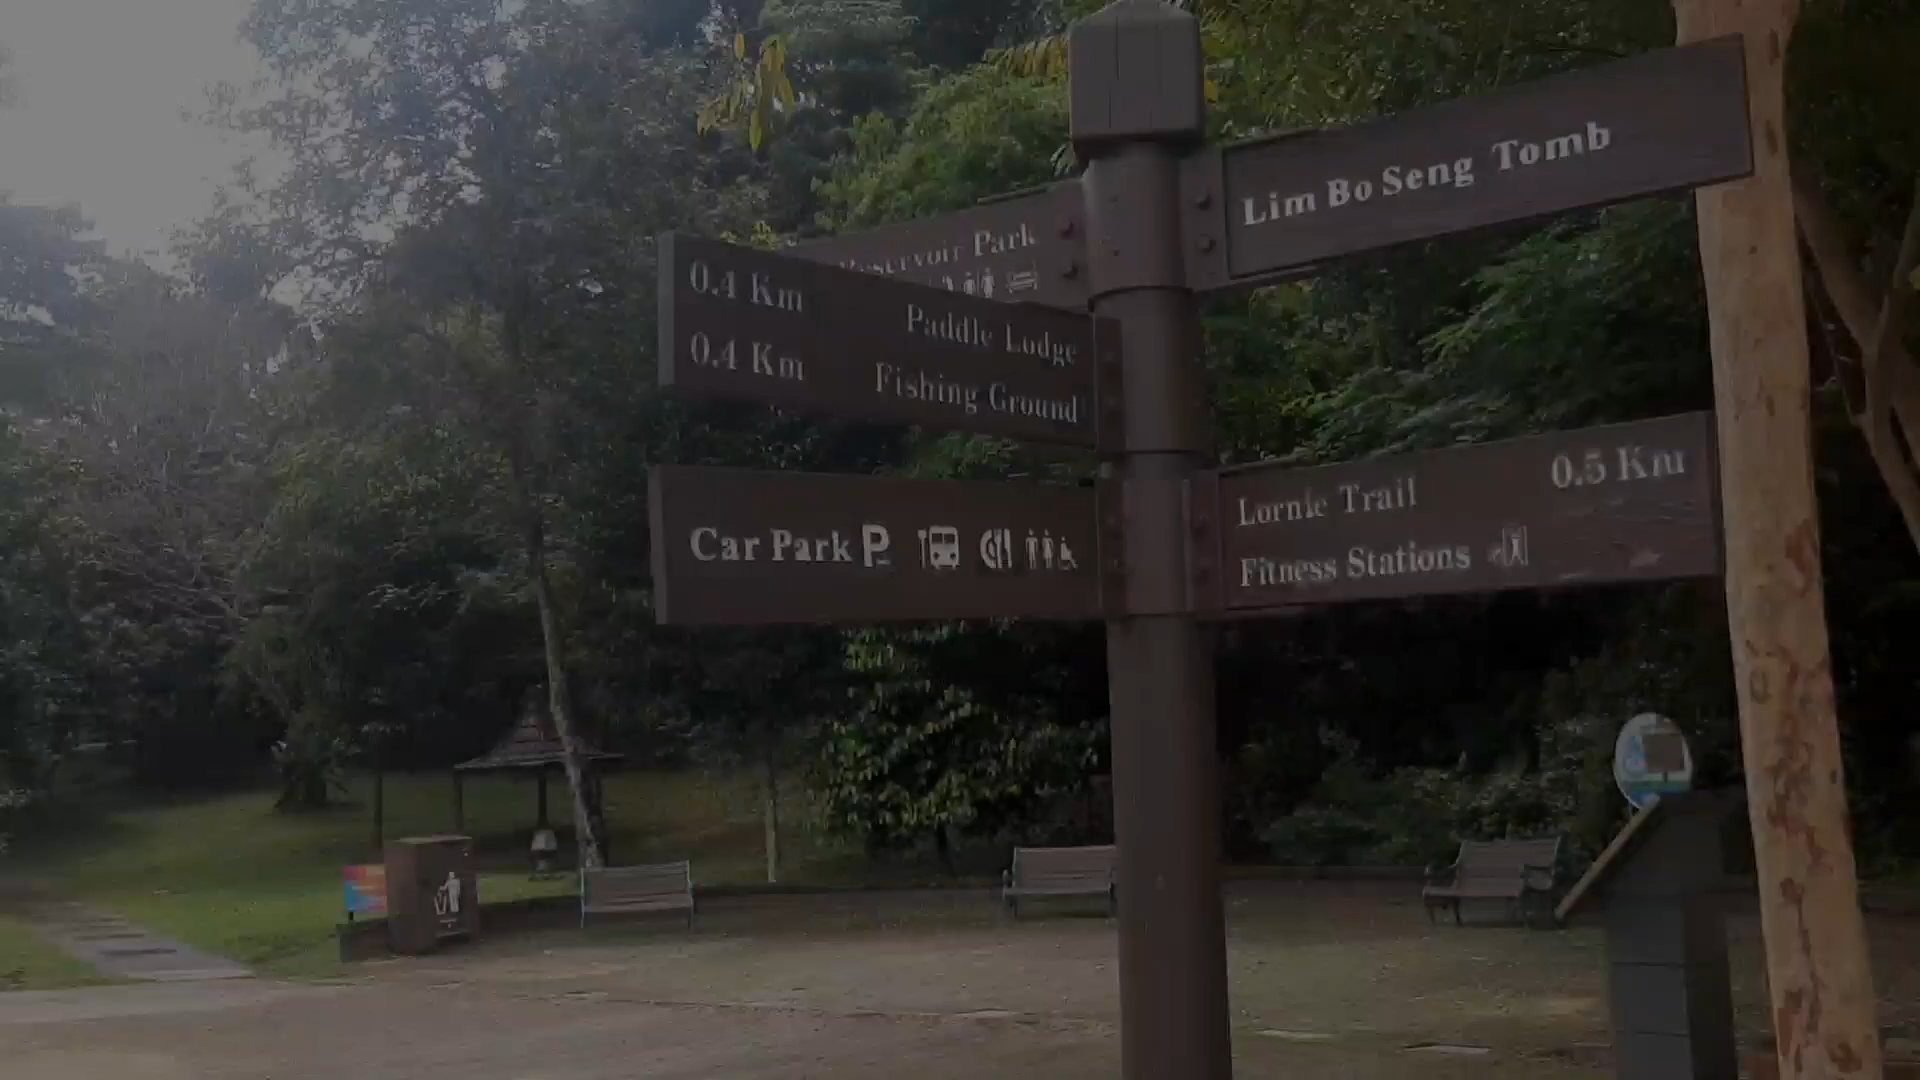 Lim Bo Seng Tomb
Reservoir Park
0.4 Km Paddle Lodge
0.4 Km Fishing Ground
Car Park P
Lornie Trail 0.5 Km
Fitness Stations